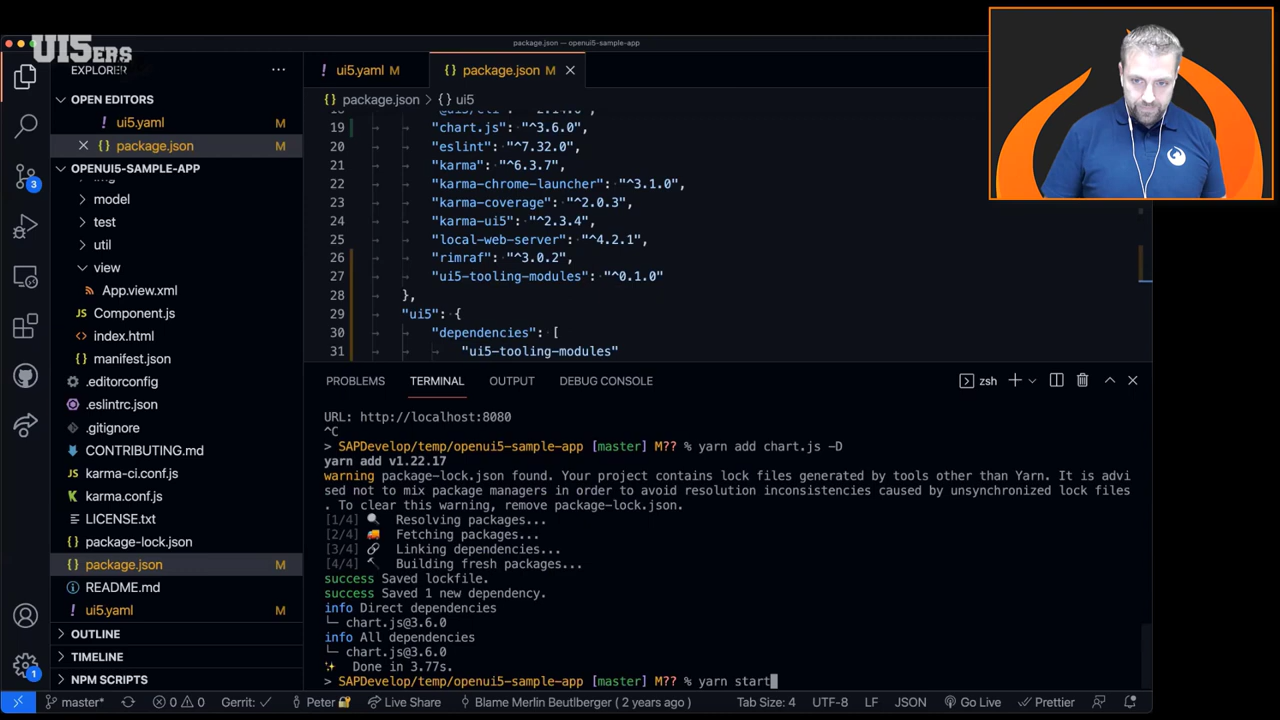 UI5ERS
package.json — openui5-sample-app
EXPLORER
OPEN EDITORS
! ui5.yaml M
{} package.json M
OPENUI5-SAMPLE-APP
model
test
util
view
App.view.xml
Component.js
index.html
manifest.json
.editorconfig
.eslintrc.json
.gitignore
CONTRIBUTING.md
karma-ci.conf.js
karma.conf.js
LICENSE.txt
package-lock.json
package.json M
README.md
! ui5.yaml M
OUTLINE
TIMELINE
NPM SCRIPTS
3
1
! ui5.yaml M
{} package.json M
{} package.json > {} ui5
19 "chart.js": "^3.6.0",
20 "eslint": "^7.32.0",
21 "karma": "^6.3.7",
22 "karma-chrome-launcher": "^3.1.0",
23 "karma-coverage": "^2.0.3",
24 "karma-ui5": "^2.3.4",
25 "local-web-server": "^4.2.1",
26 "rimraf": "^3.0.2",
27 "ui5-tooling-modules": "^0.1.0"
28 },
29 "ui5": {
30 "dependencies": [
31 "ui5-tooling-modules"
PROBLEMS TERMINAL OUTPUT DEBUG CONSOLE
zsh
URL: http://localhost:8080
^C
> SAPDevelop/temp/openui5-sample-app [master] M?? % yarn add chart.js -D
yarn add v1.22.17
warning package-lock.json found. Your project contains lock files generated by tools other than Yarn. It is advi
sed not to mix package managers in order to avoid resolution inconsistencies caused by unsynchronized lock files
. To clear this warning, remove package-lock.json.
[1/4] 🔍 Resolving packages...
[2/4] 🚚 Fetching packages...
[3/4] 🔗 Linking dependencies...
[4/4] 🔨 Building fresh packages...
success Saved lockfile.
success Saved 1 new dependency.
info Direct dependencies
└─ chart.js@3.6.0
info All dependencies
└─ chart.js@3.6.0
✨ Done in 3.77s.
> SAPDevelop/temp/openui5-sample-app [master] M?? % yarn start
master* 0 0 Gerrit: Peter Live Share Blame Merlin Beutlberger ( 2 years ago ) Tab Size: 4 UTF-8 LF JSON Go Live Prettier